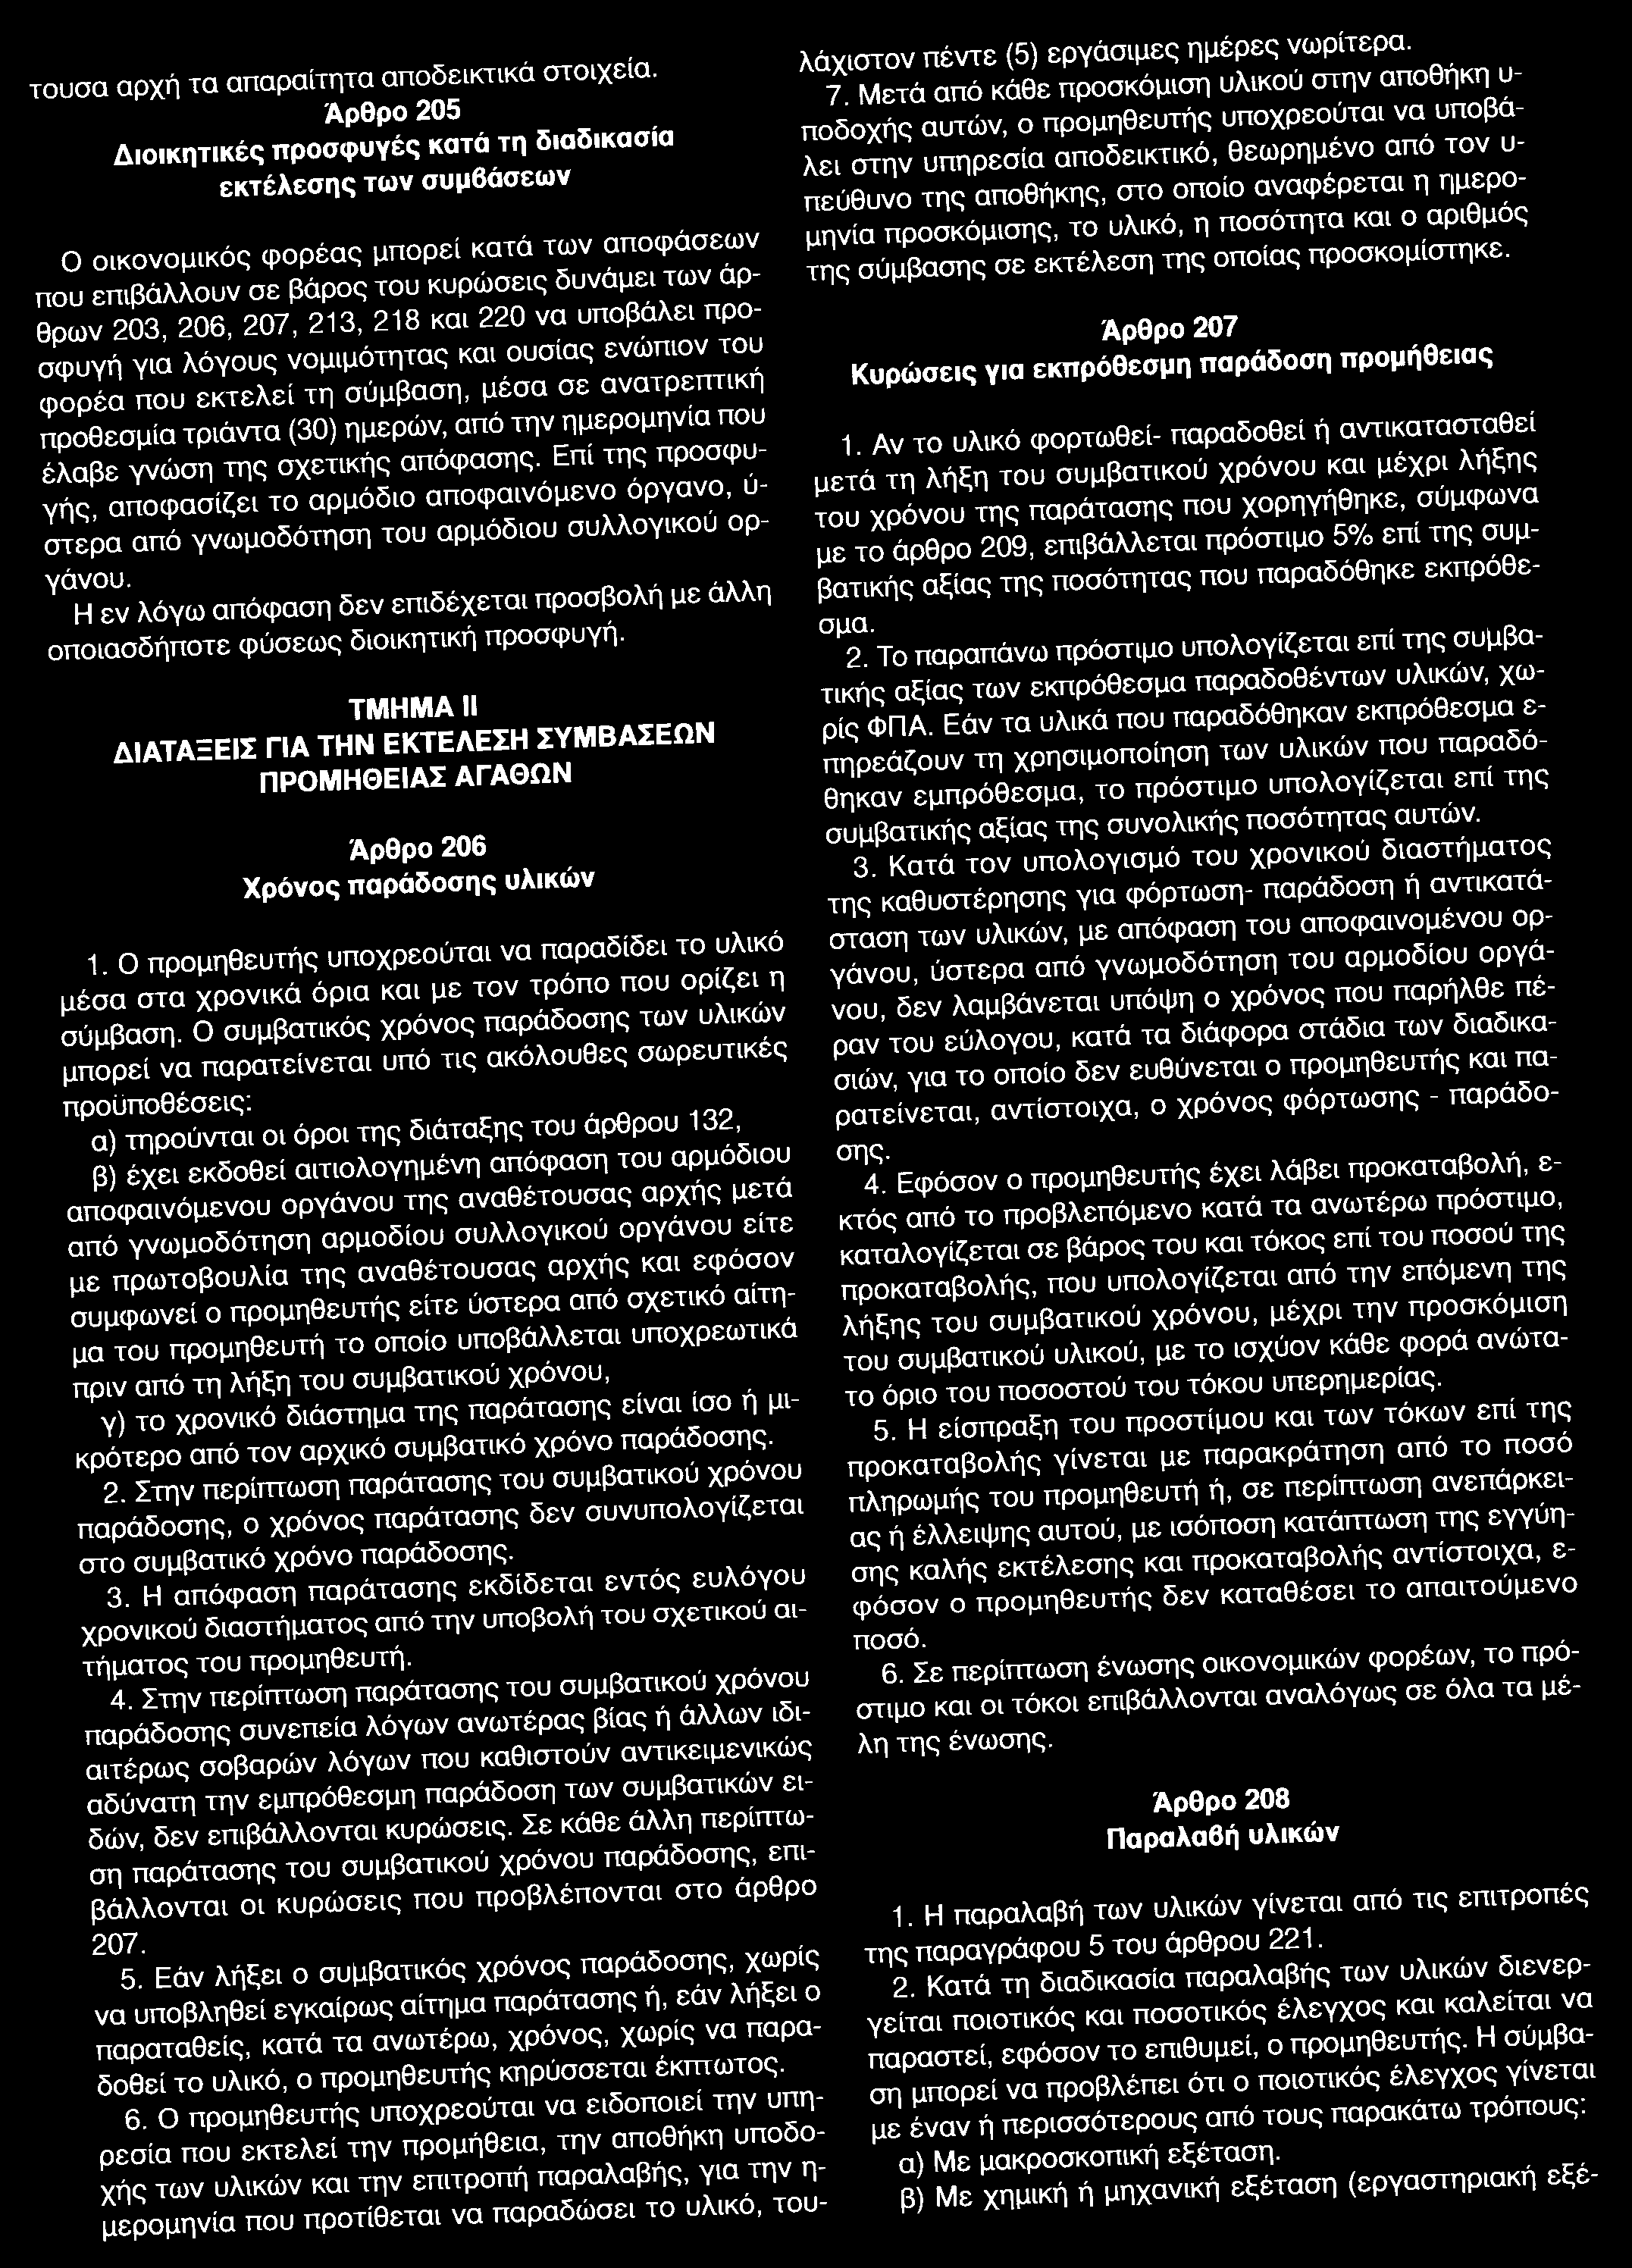 τουσα αρχή τα απαραίτητα αποδεικτικά στοιχεία.
Άρθρο 205
Διοικητικές προσφυγές κατά τη διαδικασία
εκτέλεσης των συμβάσεων
Ο οικονομικός φορέας μπορεί κατά των αποφάσεων
που επιβάλλουν σε βάρος του κυρώσεις δυνάμει των άρ-
θρων 203, 206, 207, 213, 218 και 220 να υποβάλει προ-
σφυγή για λόγους νομιμότητας και ουσίας ενώπιον του
φορέα που εκτελεί τη σύμβαση, μέσα σε ανατρεπτική
προθεσμία τριάντα (30) ημερών, από την ημερομηνία που
έλαβε γνώση της σχετικής απόφασης. Επί της προσφυ-
γής, αποφασίζει το αρμόδιο αποφαινόμενο όργανο, ύ-
στερα από γνωμοδότηση του αρμόδιου συλλογικού ορ-
γάνου.
Η εν λόγω απόφαση δεν επιδέχεται προσβολή με άλλη
οποιασδήποτε φύσεως διοικητική προσφυγή.
ΤΜΗΜΑ ΙΙ
ΔΙΑΤΑΞΕΙΣ ΓΙΑ ΤΗΝ ΕΚΤΕΛΕΣΗ ΣΥΜΒΑΣΕΩΝ
ΠΡΟΜΗΘΕΙΑΣ ΑΓΑΘΩΝ
Άρθρο 206
Χρόνος παράδοσης υλικών
1. Ο προμηθευτής υποχρεούται να παραδίδει το υλικό
μέσα στα χρονικά όρια και με τον τρόπο που ορίζει η
σύμβαση. Ο συμβατικός χρόνος παράδοσης των υλικών
μπορεί να παρατείνεται υπό τις ακόλουθες σωρευτικές
προϋποθέσεις:
α) τηρούνται οι όροι της διάταξης του άρθρου 132,
β) έχει εκδοθεί αιτιολογημένη απόφαση του αρμόδιου
αποφαινόμενου οργάνου της αναθέτουσας αρχής μετά
από γνωμοδότηση αρμοδίου συλλογικού οργάνου είτε
με πρωτοβουλία της αναθέτουσας αρχής και εφόσον
συμφωνεί ο προμηθευτής είτε ύστερα από σχετικό αίτη-
μα του προμηθευτή το οποίο υποβάλλεται υποχρεωτικά
πριν από τη λήξη του συμβατικού χρόνου,
γ) το χρονικό διάστημα της παράτασης είναι ίσο ή μι-
κρότερο από τον αρχικό συμβατικό χρόνο παράδοσης.
2. Στην περίπτωση παράτασης του συμβατικού χρόνου
παράδοσης, ο χρόνος παράτασης δεν συνυπολογίζεται
στο συμβατικό χρόνο παράδοσης.
3. Η απόφαση παράτασης εκδίδεται εντός ευλόγου
χρονικού διαστήματος από την υποβολή του σχετικού αι-
τήματος του προμηθευτή.
4. Στην περίπτωση παράτασης του συμβατικού χρόνου
παράδοσης συνεπεία λόγων ανωτέρας βίας ή άλλων ιδι-
αιτέρως σοβαρών λόγων που καθιστούν αντικειμενικώς
αδύνατη την εμπρόθεσμη παράδοση των συμβατικών ει-
δών, δεν επιβάλλονται κυρώσεις. Σε κάθε άλλη περίπτω-
ση παράτασης του συμβατικού χρόνου παράδοσης, επι-
βάλλονται οι κυρώσεις που προβλέπονται στο άρθρο
207.
5. Εάν λήξει ο συμβατικός χρόνος παράδοσης, χωρίς
να υποβληθεί εγκαίρως αίτημα παράτασης ή, εάν λήξει ο
παραταθείς, κατά τα ανωτέρω, χρόνος, χωρίς να παρα-
δοθεί το υλικό, ο προμηθευτής κηρύσσεται έκπτωτος.
6. Ο προμηθευτής υποχρεούται να ειδοποιεί την υπη-
ρεσία που εκτελεί την προμήθεια, την αποθήκη υποδο-
χής των υλικών και την επιτροπή παραλαβής, για την η-
μερομηνία που προτίθεται να παραδώσει το υλικό, του-
λάχιστον πέντε (5) εργάσιμες ημέρες νωρίτερα.
7. Μετά από κάθε προσκόμιση υλικού στην αποθήκη υ-
ποδοχής αυτών, ο προμηθευτής υποχρεούται να υποβά-
λει στην υπηρεσία αποδεικτικό, θεωρημένο από τον υ-
πεύθυνο της αποθήκης, στο οποίο αναφέρεται η ημερο-
μηνία προσκόμισης, το υλικό, η ποσότητα και ο αριθμός
της σύμβασης σε εκτέλεση της οποίας προσκομίστηκε.
Άρθρο 207
Κυρώσεις για εκπρόθεσμη παράδοση προμήθειας
1. Αν το υλικό φορτωθεί- παραδοθεί ή αντικατασταθεί
μετά τη λήξη του συμβατικού χρόνου και μέχρι λήξης
του χρόνου της παράτασης που χορηγήθηκε, σύμφωνα
με το άρθρο 209, επιβάλλεται πρόστιμο 5% επί της συμ-
βατικής αξίας της ποσότητας που παραδόθηκε εκπρόθε-
σμα.
2. Το παραπάνω πρόστιμο υπολογίζεται επί της συμβα-
τικής αξίας των εκπρόθεσμα παραδοθέντων υλικών, χω-
ρίς ΦΠΑ. Εάν τα υλικά που παραδόθηκαν εκπρόθεσμα ε-
πηρεάζουν τη χρησιμοποίηση των υλικών που παραδό-
θηκαν εμπρόθεσμα, το πρόστιμο υπολογίζεται επί της
συμβατικής αξίας της συνολικής ποσότητας αυτών.
3. Κατά τον υπολογισμό του χρονικού διαστήματος
της καθυστέρησης για φόρτωση- παράδοση ή αντικατά-
σταση των υλικών, με απόφαση του αποφαινομένου ορ-
γάνου, ύστερα από γνωμοδότηση του αρμοδίου οργά-
νου, δεν λαμβάνεται υπόψη ο χρόνος που παρήλθε πέ-
ραν του εύλογου, κατά τα διάφορα στάδια των διαδικα-
σιών, για το οποίο δεν ευθύνεται ο προμηθευτής και πα-
ρατείνεται, αντίστοιχα, ο χρόνος φόρτωσης - παράδο-
σης.
4. Εφόσον ο προμηθευτής έχει λάβει προκαταβολή, ε-
κτός από το προβλεπόμενο κατά τα ανωτέρω πρόστιμο,
καταλογίζεται σε βάρος του και τόκος επί του ποσού της
προκαταβολής, που υπολογίζεται από την επόμενη της
λήξης του συμβατικού χρόνου, μέχρι την προσκόμιση
του συμβατικού υλικού, με το ισχύον κάθε φορά ανώτα-
το όριο του ποσοστού του τόκου υπερημερίας.
5. Η είσπραξη του προστίμου και των τόκων επί της
προκαταβολής γίνεται με παρακράτηση από το ποσό
πληρωμής του προμηθευτή ή, σε περίπτωση ανεπάρκει-
ας ή έλλειψης αυτού, με ισόποση κατάπτωση της εγγύη-
σης καλής εκτέλεσης και προκαταβολής αντίστοιχα, ε-
φόσον ο προμηθευτής δεν καταθέσει το απαιτούμενο
ποσό.
6. Σε περίπτωση ένωσης οικονομικών φορέων, το πρό-
στιμο και οι τόκοι επιβάλλονται αναλόγως σε όλα τα μέ-
λη της ένωσης.
Άρθρο 208
Παραλαβή υλικών
1. Η παραλαβή των υλικών γίνεται από τις επιτροπές
της παραγράφου 5 του άρθρου 221.
2. Κατά τη διαδικασία παραλαβής των υλικών διενερ-
γείται ποιοτικός και ποσοτικός έλεγχος και καλείται να
παραστεί, εφόσον το επιθυμεί, ο προμηθευτής. Η σύμβα-
ση μπορεί να προβλέπει ότι ο ποιοτικός έλεγχος γίνεται
με έναν ή περισσότερους από τους παρακάτω τρόπους:
α) Με μακροσκοπική εξέταση.
β) Με χημική ή μηχανική εξέταση (εργαστηριακή εξέ-